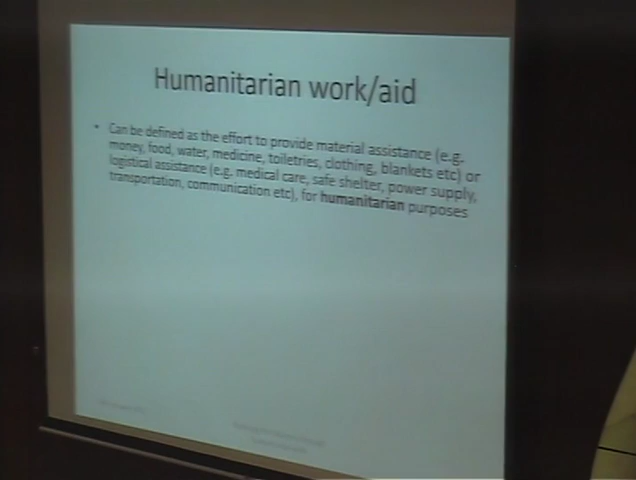 Humanitarian work/aid
• Can be defined as the effort to provide material assistance (e.g.
money, food, water, medicine, toiletries, clothing, blankets etc) or
logistical assistance (e.g. medical care, safe shelter, power supply,
transportation, communication etc), for humanitarian purposes